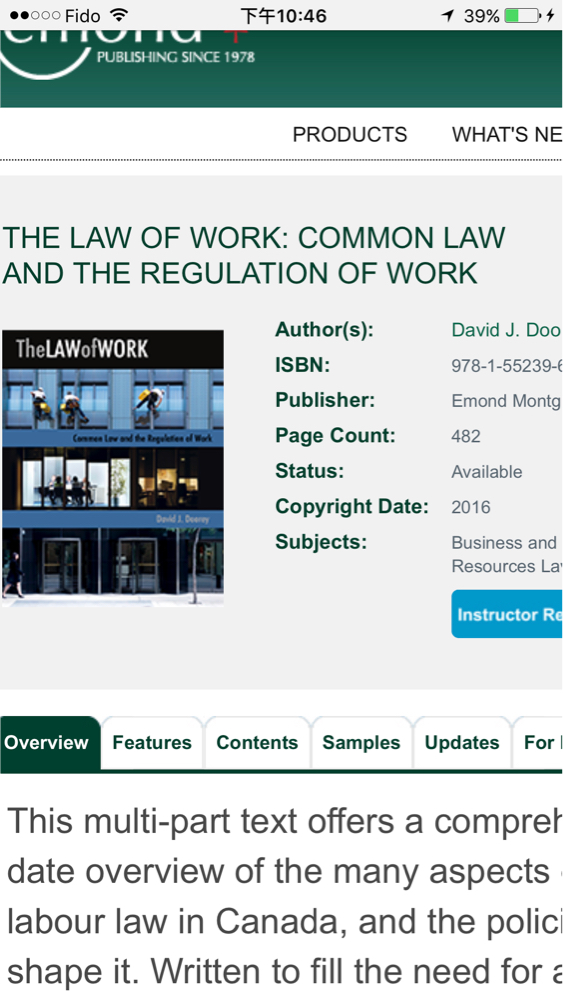 Fido 下午10:46 39%
emond
PUBLISHING SINCE 1978
PRODUCTS WHAT'S NE
THE LAW OF WORK: COMMON LAW
AND THE REGULATION OF WORK
TheLAWofWORK
Common Law and the Regulation of Work
David J. Doorey
Author(s): David J. Doo
ISBN: 978-1-55239-6
Publisher: Emond Montg
Page Count: 482
Status: Available
Copyright Date: 2016
Subjects: Business and
Resources La
Instructor Re
Overview Features Contents Samples Updates For
This multi-part text offers a compreh
date overview of the many aspects
labour law in Canada, and the polici
shape it. Written to fill the need for a